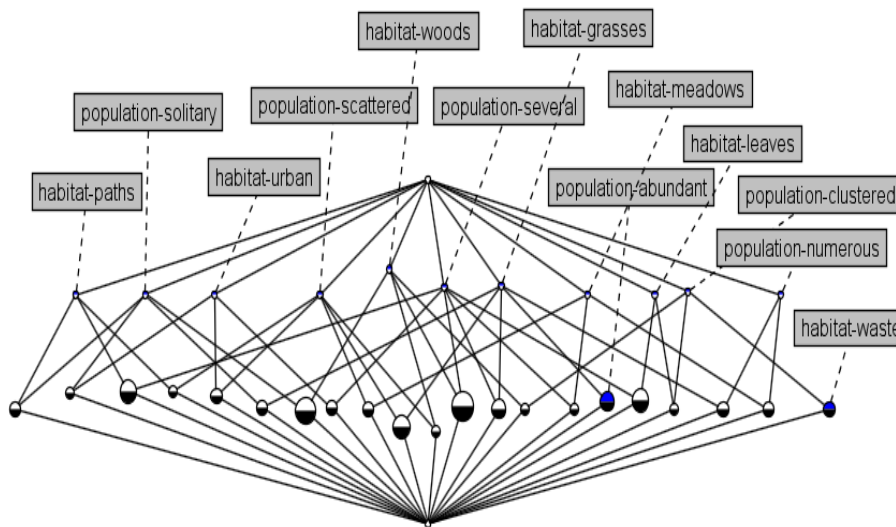 habitat-woods
habitat-grasses
habitat-meadows
population-solitary
population-scattered
population-several
habitat-leaves
habitat-paths
habitat-urban
population-abundant
population-clustered
population-numerous
habitat-waste